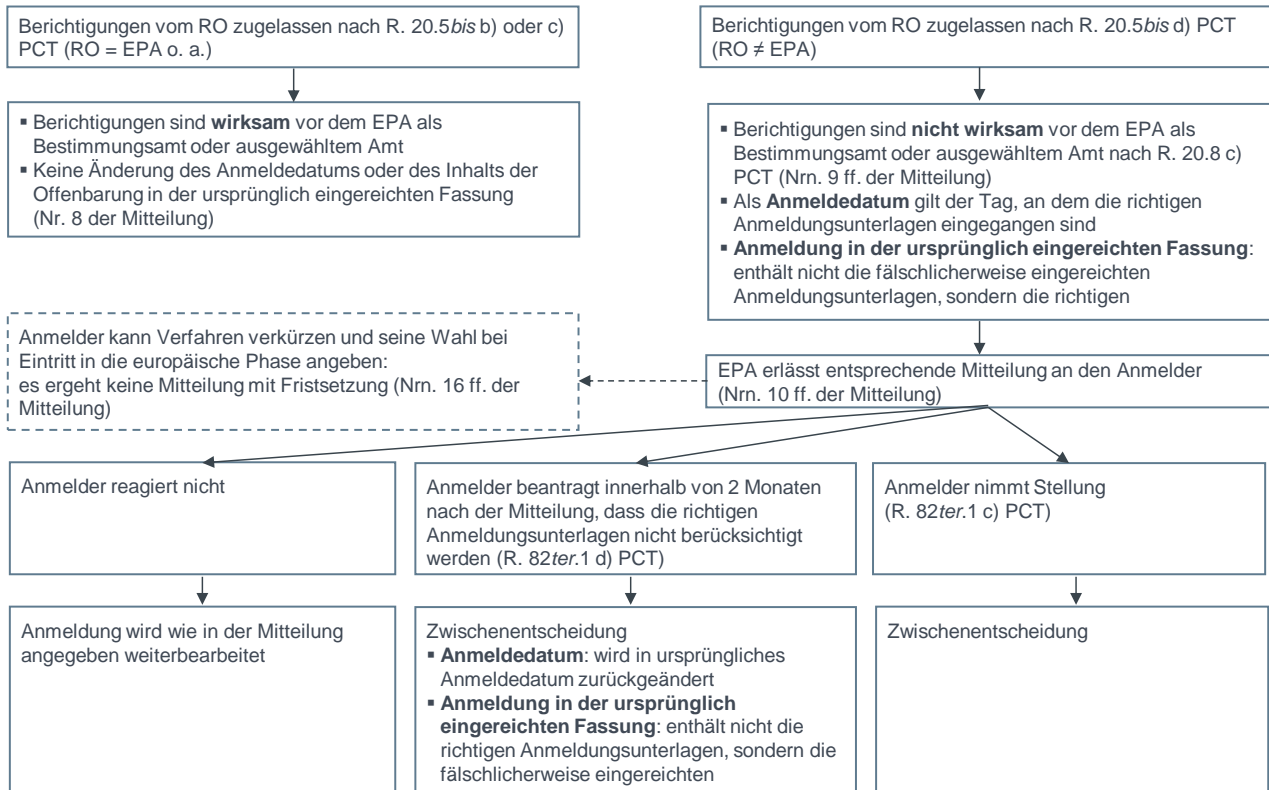 Berichtigungen vom RO zugelassen nach R. 20.5bis b) oder c)
PCT (RO = EPA o. a.)
Berichtigungen vom RO zugelassen nach R. 20.5bis d) PCT
(RO ≠ EPA)
▪ Berichtigungen sind wirksam vor dem EPA als
Bestimmungsamt oder ausgewähltem Amt
▪ Keine Änderung des Anmeldedatums oder des Inhalts der
Offenbarung in der ursprünglich eingereichten Fassung
(Nr. 8 der Mitteilung)
▪ Berichtigungen sind nicht wirksam vor dem EPA als
Bestimmungsamt oder ausgewähltem Amt nach R. 20.8 c)
PCT (Nrn. 9 ff. der Mitteilung)
▪ Als Anmeldedatum gilt der Tag, an dem die richtigen
Anmeldungsunterlagen eingegangen sind
▪ Anmeldung in der ursprünglich eingereichten Fassung:
enthält nicht die fälschlicherweise eingereichten
Anmeldungsunterlagen, sondern die richtigen
Anmelder kann Verfahren verkürzen und seine Wahl bei
Eintritt in die europäische Phase angeben:
es ergeht keine Mitteilung mit Fristsetzung (Nrn. 16 ff. der
Mitteilung)
EPA erlässt entsprechende Mitteilung an den Anmelder
(Nrn. 10 ff. der Mitteilung)
Anmelder reagiert nicht
Anmelder beantragt innerhalb von 2 Monaten
nach der Mitteilung, dass die richtigen
Anmeldungsunterlagen nicht berücksichtigt
werden (R. 82ter.1 d) PCT)
Anmelder nimmt Stellung
(R. 82ter.1 c) PCT)
Anmeldung wird wie in der Mitteilung
angegeben weiterbearbeitet
Zwischenentscheidung
▪ Anmeldedatum: wird in ursprüngliches
Anmeldedatum zurückgeändert
▪ Anmeldung in der ursprünglich
eingereichten Fassung: enthält nicht die
richtigen Anmeldungsunterlagen, sondern die
fälschlicherweise eingereichten
Zwischenentscheidung